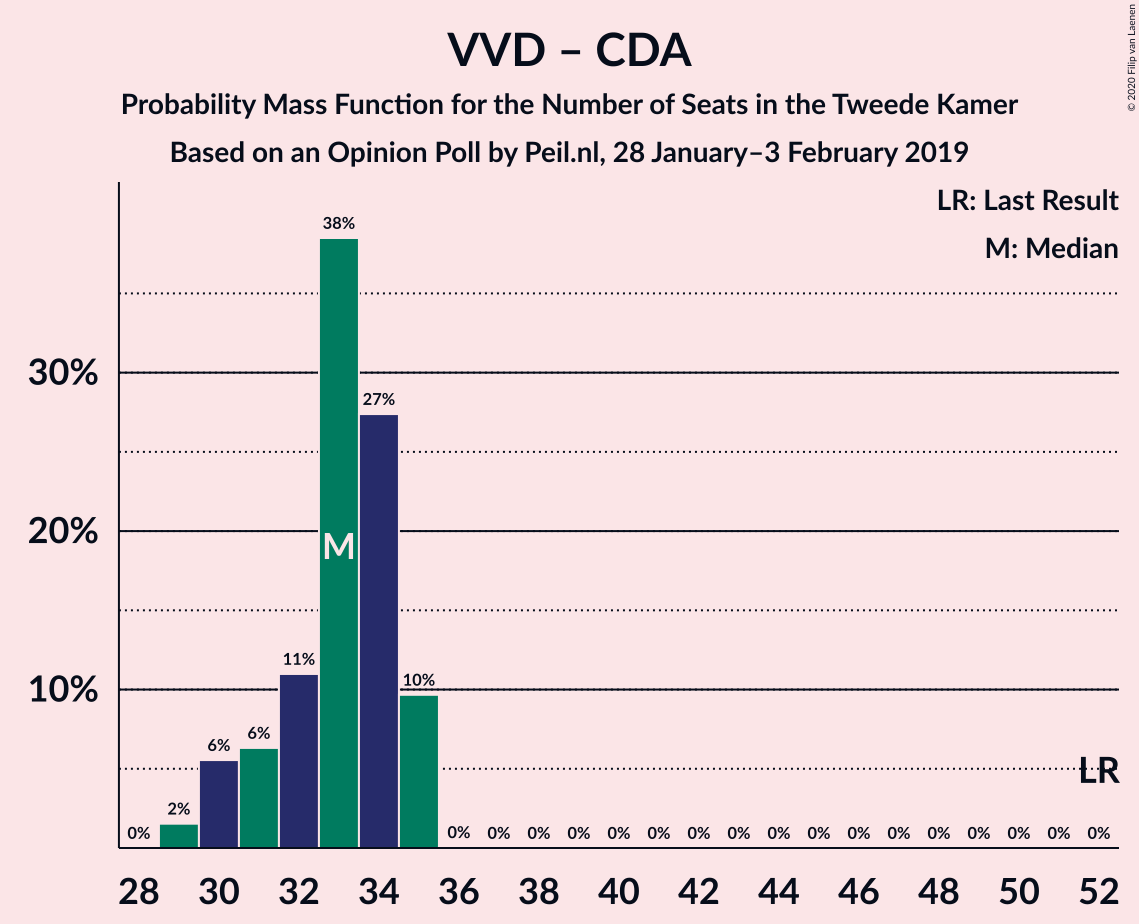 VVD – CDA
Probability Mass Function for the Number of Seats in the Tweede Kamer
Based on an Opinion Poll by Peil.nl, 28 January–3 February 2019
© 2020 Filip van Laenen
LR: Last Result
M: Median
38%
30%
27%
20%
M
11%
10%
10%
6%
6%
LR
2%
0% 0% 0% 0% 0% 0% 0% 0% 0% 0% 0% 0% 0% 0% 0% 0% 0% 0%
28 30 32 34 36 38 40 42 44 46 48 50 52